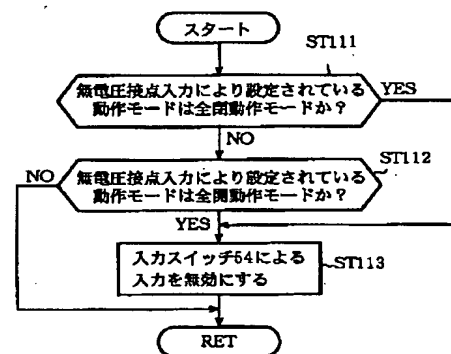 スタート
ST111
無電圧接点入力により設定されている
動作モードは全閉動作モードか?
YES
NO
ST112
無電圧接点入力により設定されている
動作モードは全開動作モードか?
NO
YES
入力スイッチ54による
入力を無効にする
ST113
RET